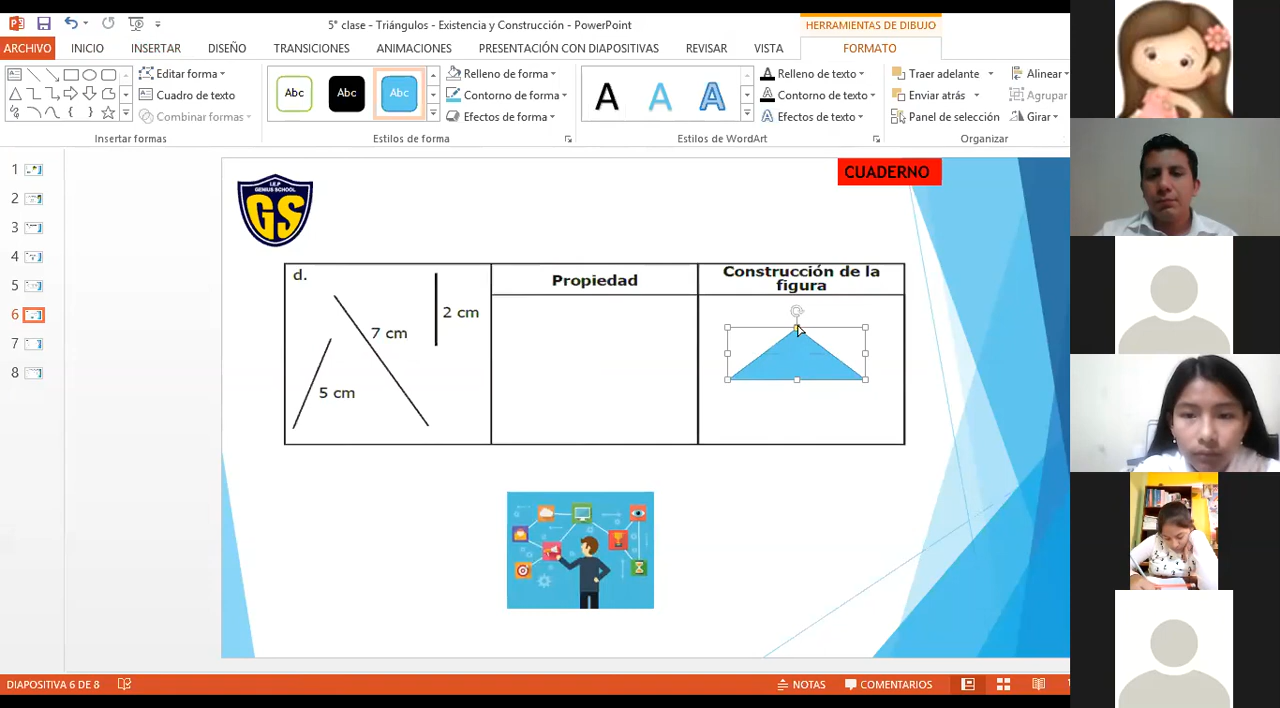 5° clase - Triángulos - Existencia y Construcción - PowerPoint
HERRAMIENTAS DE DIBUJO
ARCHIVO INICIO INSERTAR DISEÑO TRANSICIONES ANIMACIONES PRESENTACIÓN CON DIAPOSITIVAS REVISAR VISTA FORMATO
Editar forma
Cuadro de texto
Combinar formas
Insertar formas
Abc Abc Abc
Relleno de forma
Contorno de forma
Efectos de forma
Estilos de forma
A A A
Relleno de texto
Contorno de texto
Efectos de texto
Estilos de WordArt
Traer adelante
Enviar atrás
Panel de selección
Alinear
Agrupar
Girar
Organizar
1
2
3
4
5
6
7
8
I.E.P
GENIUS SCHOOL
GS
CUADERNO
d.
2 cm
7 cm
5 cm
Propiedad
Construcción de la
figura
DIAPOSITIVA 6 DE 8
NOTAS
COMENTARIOS